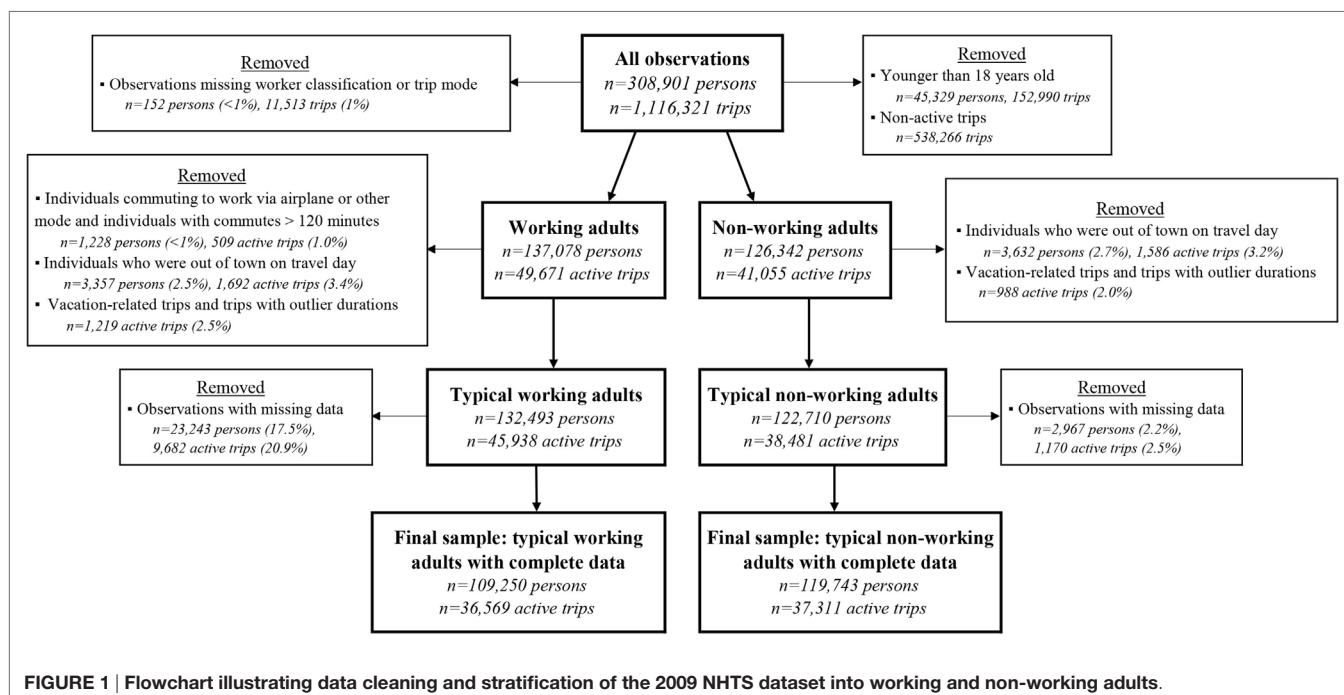 Removed
▪ Observations missing worker classification or trip mode
n=152 persons (<1%), 11,513 trips (1%)
All observations
n=308,901 persons
n=1,116,321 trips
Removed
▪ Younger than 18 years old
n=45,329 persons, 152,990 trips
▪ Non-active trips
n=538,266 trips
Removed
▪ Individuals commuting to work via airplane or other
mode and individuals with commutes > 120 minutes
n=1,228 persons (<1%), 509 active trips (1.0%)
▪ Individuals who were out of town on travel day
n=3,357 persons (2.5%), 1,692 active trips (3.4%)
▪ Vacation-related trips and trips with outlier durations
n=1,219 active trips (2.5%)
Working adults
n=137,078 persons
n=49,671 active trips
Non-working adults
n=126,342 persons
n=41,055 active trips
Removed
▪ Individuals who were out of town on travel day
n=3,632 persons (2.7%), 1,586 active trips (3.2%)
▪ Vacation-related trips and trips with outlier durations
n=988 active trips (2.0%)
Removed
▪ Observations with missing data
n=23,243 persons (17.5%),
9,682 active trips (20.9%)
Typical working adults
n=132,493 persons
n=45,938 active trips
Typical non-working adults
n=122,710 persons
n=38,481 active trips
Removed
▪ Observations with missing data
n=2,967 persons (2.2%),
1,170 active trips (2.5%)
Final sample: typical working
adults with complete data
n=109,250 persons
n=36,569 active trips
Final sample: typical non-working
adults with complete data
n=119,743 persons
n=37,311 active trips
FIGURE 1 | Flowchart illustrating data cleaning and stratification of the 2009 NHTS dataset into working and non-working adults.